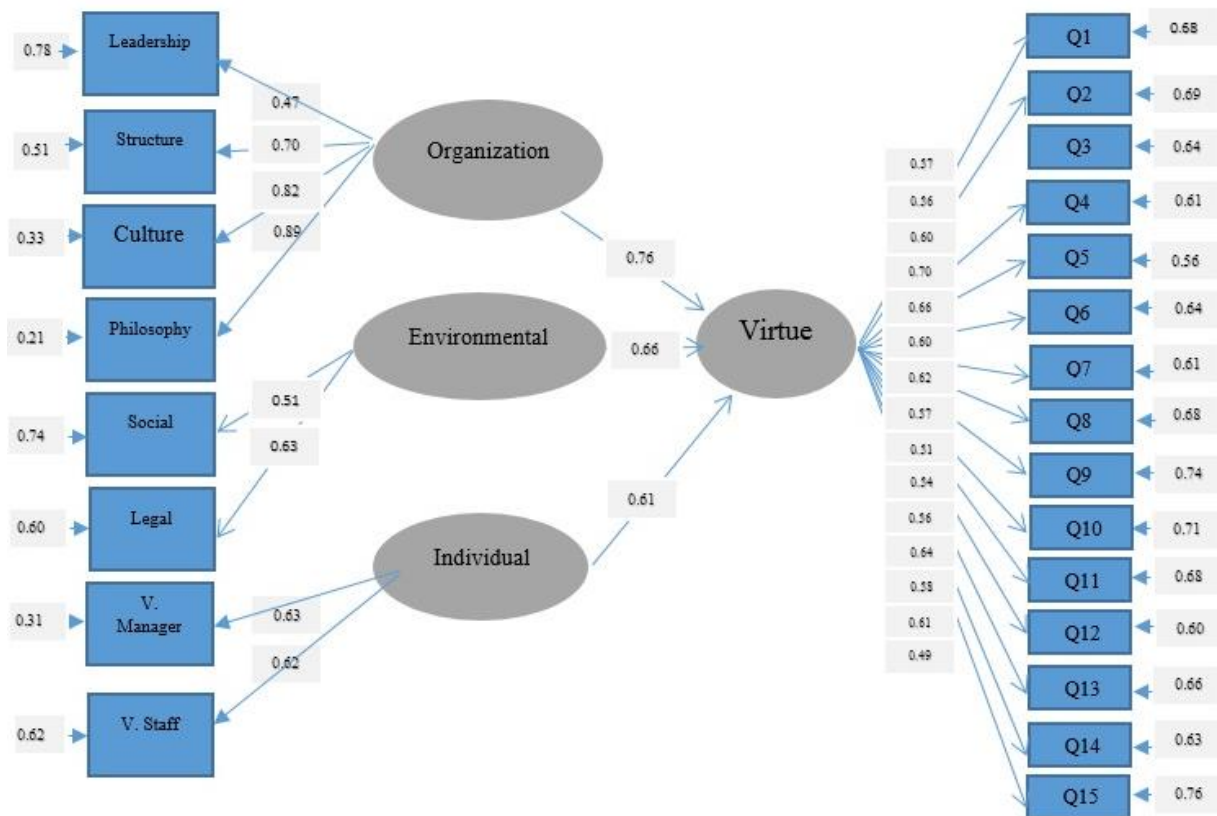 Leadership
0.78
0.47
Structure
0.51
0.70
Culture
0.33
0.82
Philosophy
0.21
0.89
Social
0.74
0.51
Legal
0.60
0.63
V.
Manager
0.31
0.63
V. Staff
0.62
0.62
Organization
0.76
Environmental
0.66
Individual
0.61
Virtue
0.57
0.56
0.60
0.70
0.66
0.60
0.62
0.57
0.51
0.54
0.56
0.64
0.58
0.61
0.49
Q1
0.68
Q2
0.69
Q3
0.64
Q4
0.61
Q5
0.56
Q6
0.64
Q7
0.61
Q8
0.68
Q9
0.74
Q10
0.71
Q11
0.68
Q12
0.60
Q13
0.66
Q14
0.63
Q15
0.76